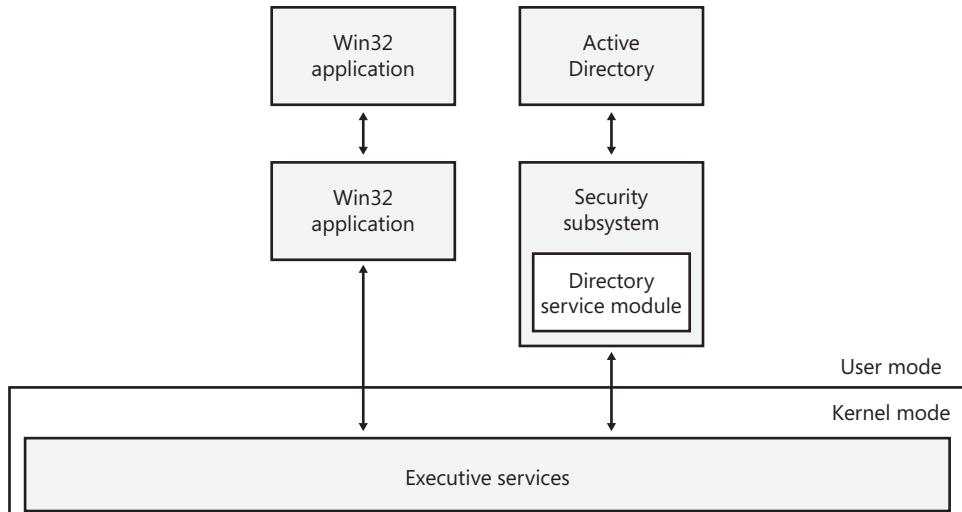 Win32
application
Active
Directory
Win32
application
Security
subsystem
Directory
service module
User mode
Kernel mode
Executive services